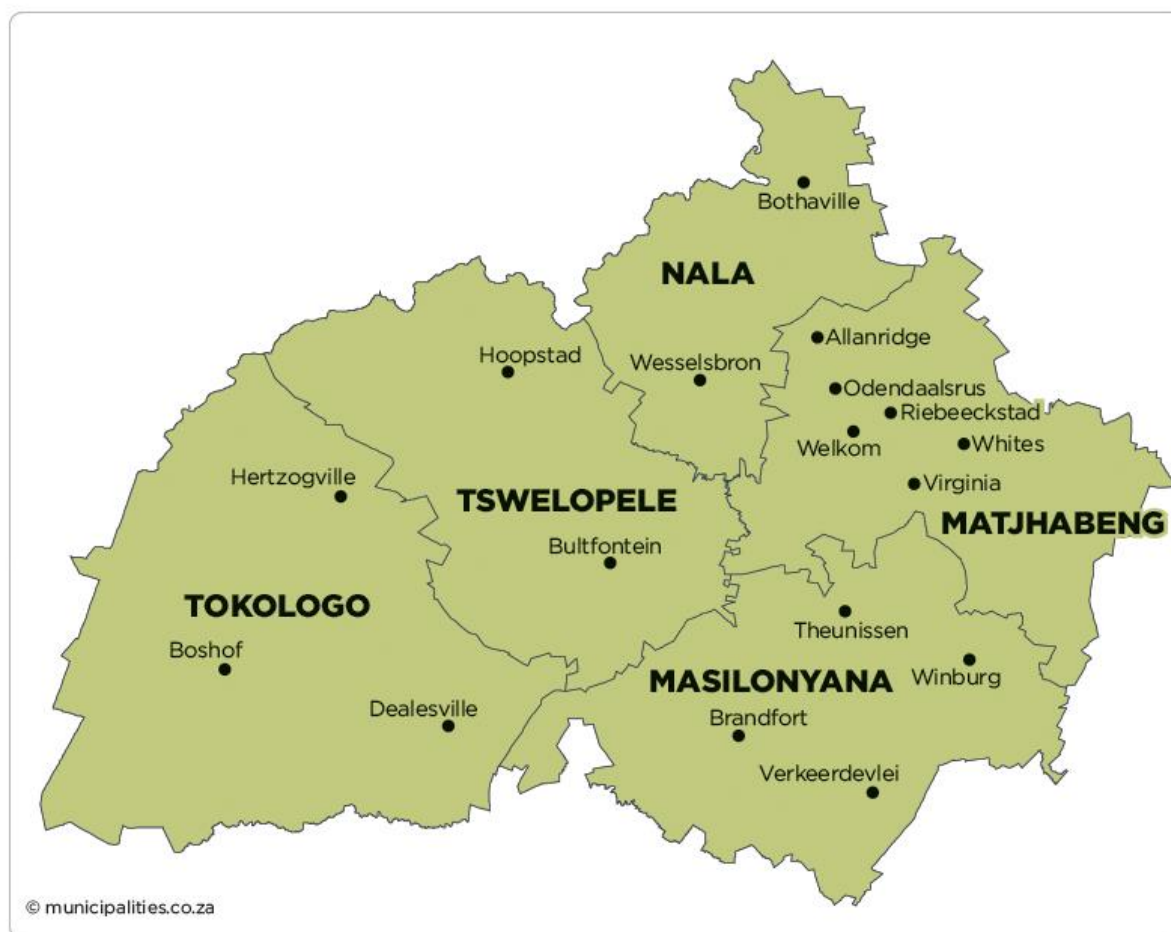 Bothaville
NALA
Allanridge
Hoopstad
Wesselsbron
Odendaalsrus
Riebeeckstad
Welkom
Whites
Hertzogville
Virginia
TSWELOPELE
MATJHABENG
Bultfontein
TOKOLOGO
Theunissen
Boshof
Winburg
MASILONYANA
Dealesville
Brandfort
Verkeerdevlei
© municipalities.co.za